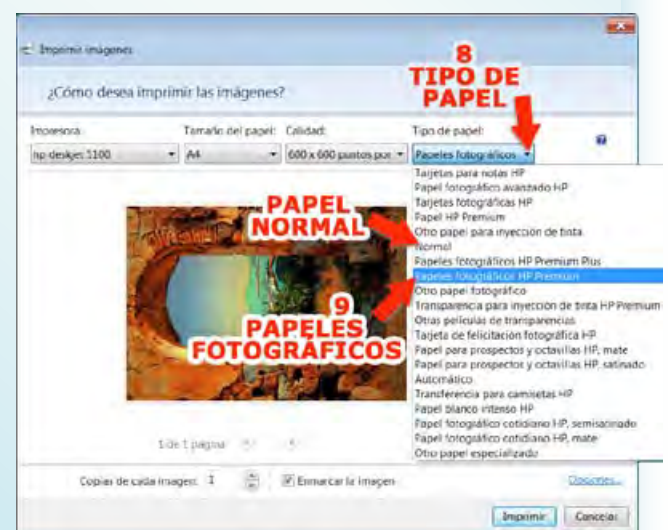 Imprimir imágenes
8
TIPO DE
PAPEL
¿Cómo desea imprimir las imágenes?
Impresora: Tamaño del papel: Calidad: Tipo de papel:
hp deskjet 5100 A4 600 x 600 puntos por Papeles fotográficos
Tarjetas para notas HP
Papel fotográfico avanzado HP
Tarjetas fotográficas HP
Papel HP Premium
Otro papel para inyección de tinta
Normal
Papeles fotográficos HP Premium Plus
Papeles fotográficos HP Premium
Otro papel fotográfico
Transparencia para inyección de tinta HP Premium
Otras películas de transparencias
Tarjeta de felicitación fotográfica HP
Papel para prospectos y octavillas HP, mate
Papel para prospectos y octavillas HP, satinado
Automático
Transferencia para camisetas HP
Papel blanco intenso HP
Papel fotográfico cotidiano HP, semisatinado
Papel fotográfico cotidiano HP, mate
Otro papel especializado
PAPEL
NORMAL
9
PAPELES
FOTOGRÁFICOS
1 de 1 página
Copias de cada imagen: 1 Enmarcar la imagen Opciones...
Imprimir Cancelar